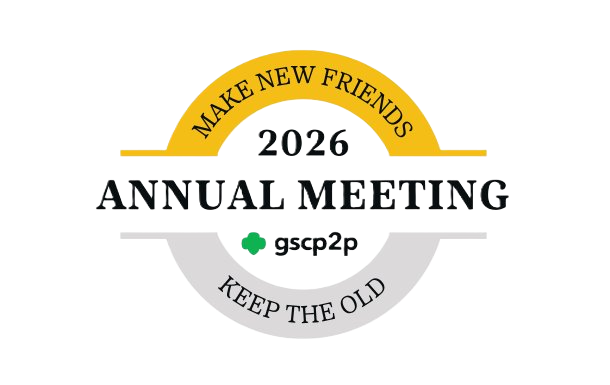 MAKE NEW FRIENDS
2026
ANNUAL MEETING
gscp2p
KEEP THE OLD